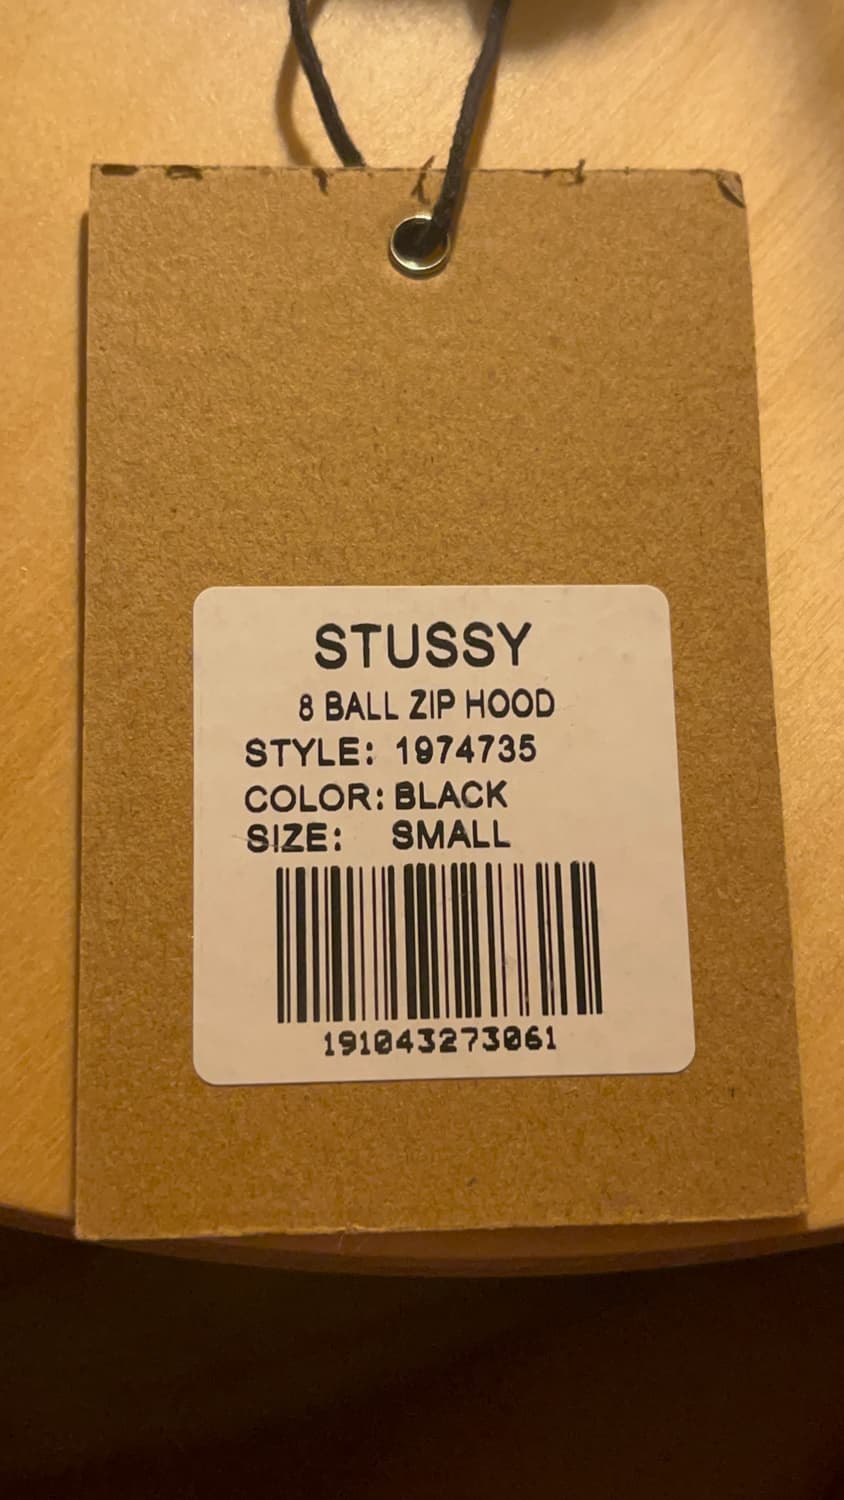 STUSSY
8 BALL ZIP HOOD
STYLE: 1974735
COLOR: BLACK
SIZE: SMALL
191043273061